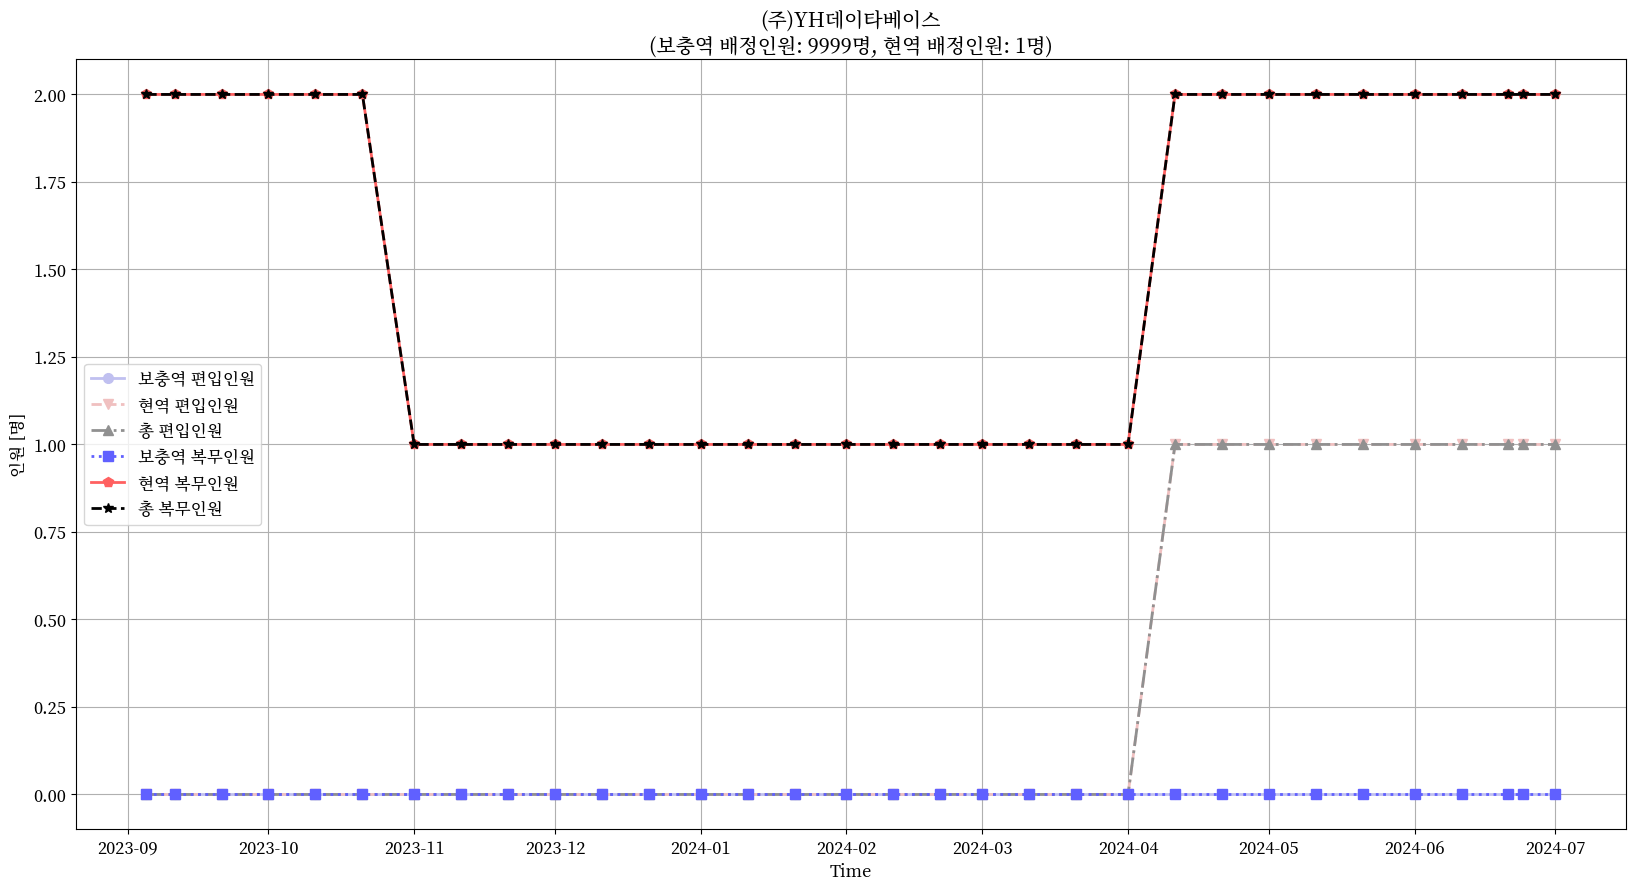 (주)YH데이타베이스
(보충역 배정인원: 9999명, 현역 배정인원: 1명)
인원 [명]
2.00
1.75
1.50
1.25
1.00
0.75
0.50
0.25
0.00
보충역 편입인원
현역 편입인원
총 편입인원
보충역 복무인원
현역 복무인원
총 복무인원
2023-09 2023-10 2023-11 2023-12 2024-01 2024-02 2024-03 2024-04 2024-05 2024-06 2024-07
Time